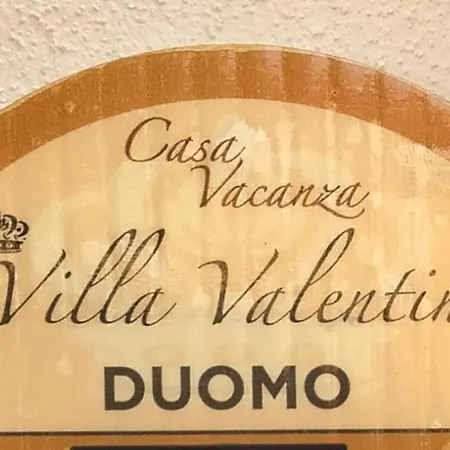 Casa
Vacanza
Villa Valentin
DUOMO